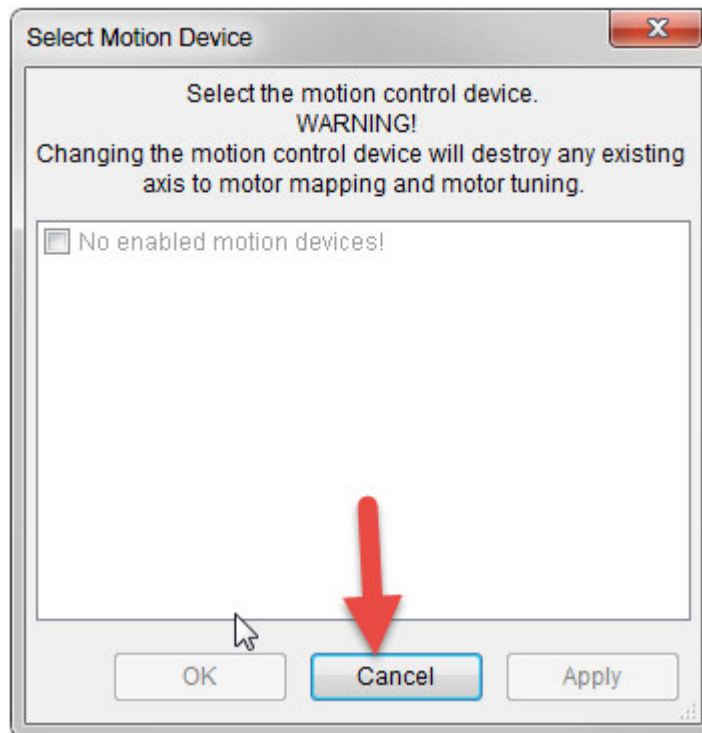 Select Motion Device
Select the motion control device.
WARNING!
Changing the motion control device will destroy any existing
axis to motor mapping and motor tuning.
No enabled motion devices!
OK Cancel Apply